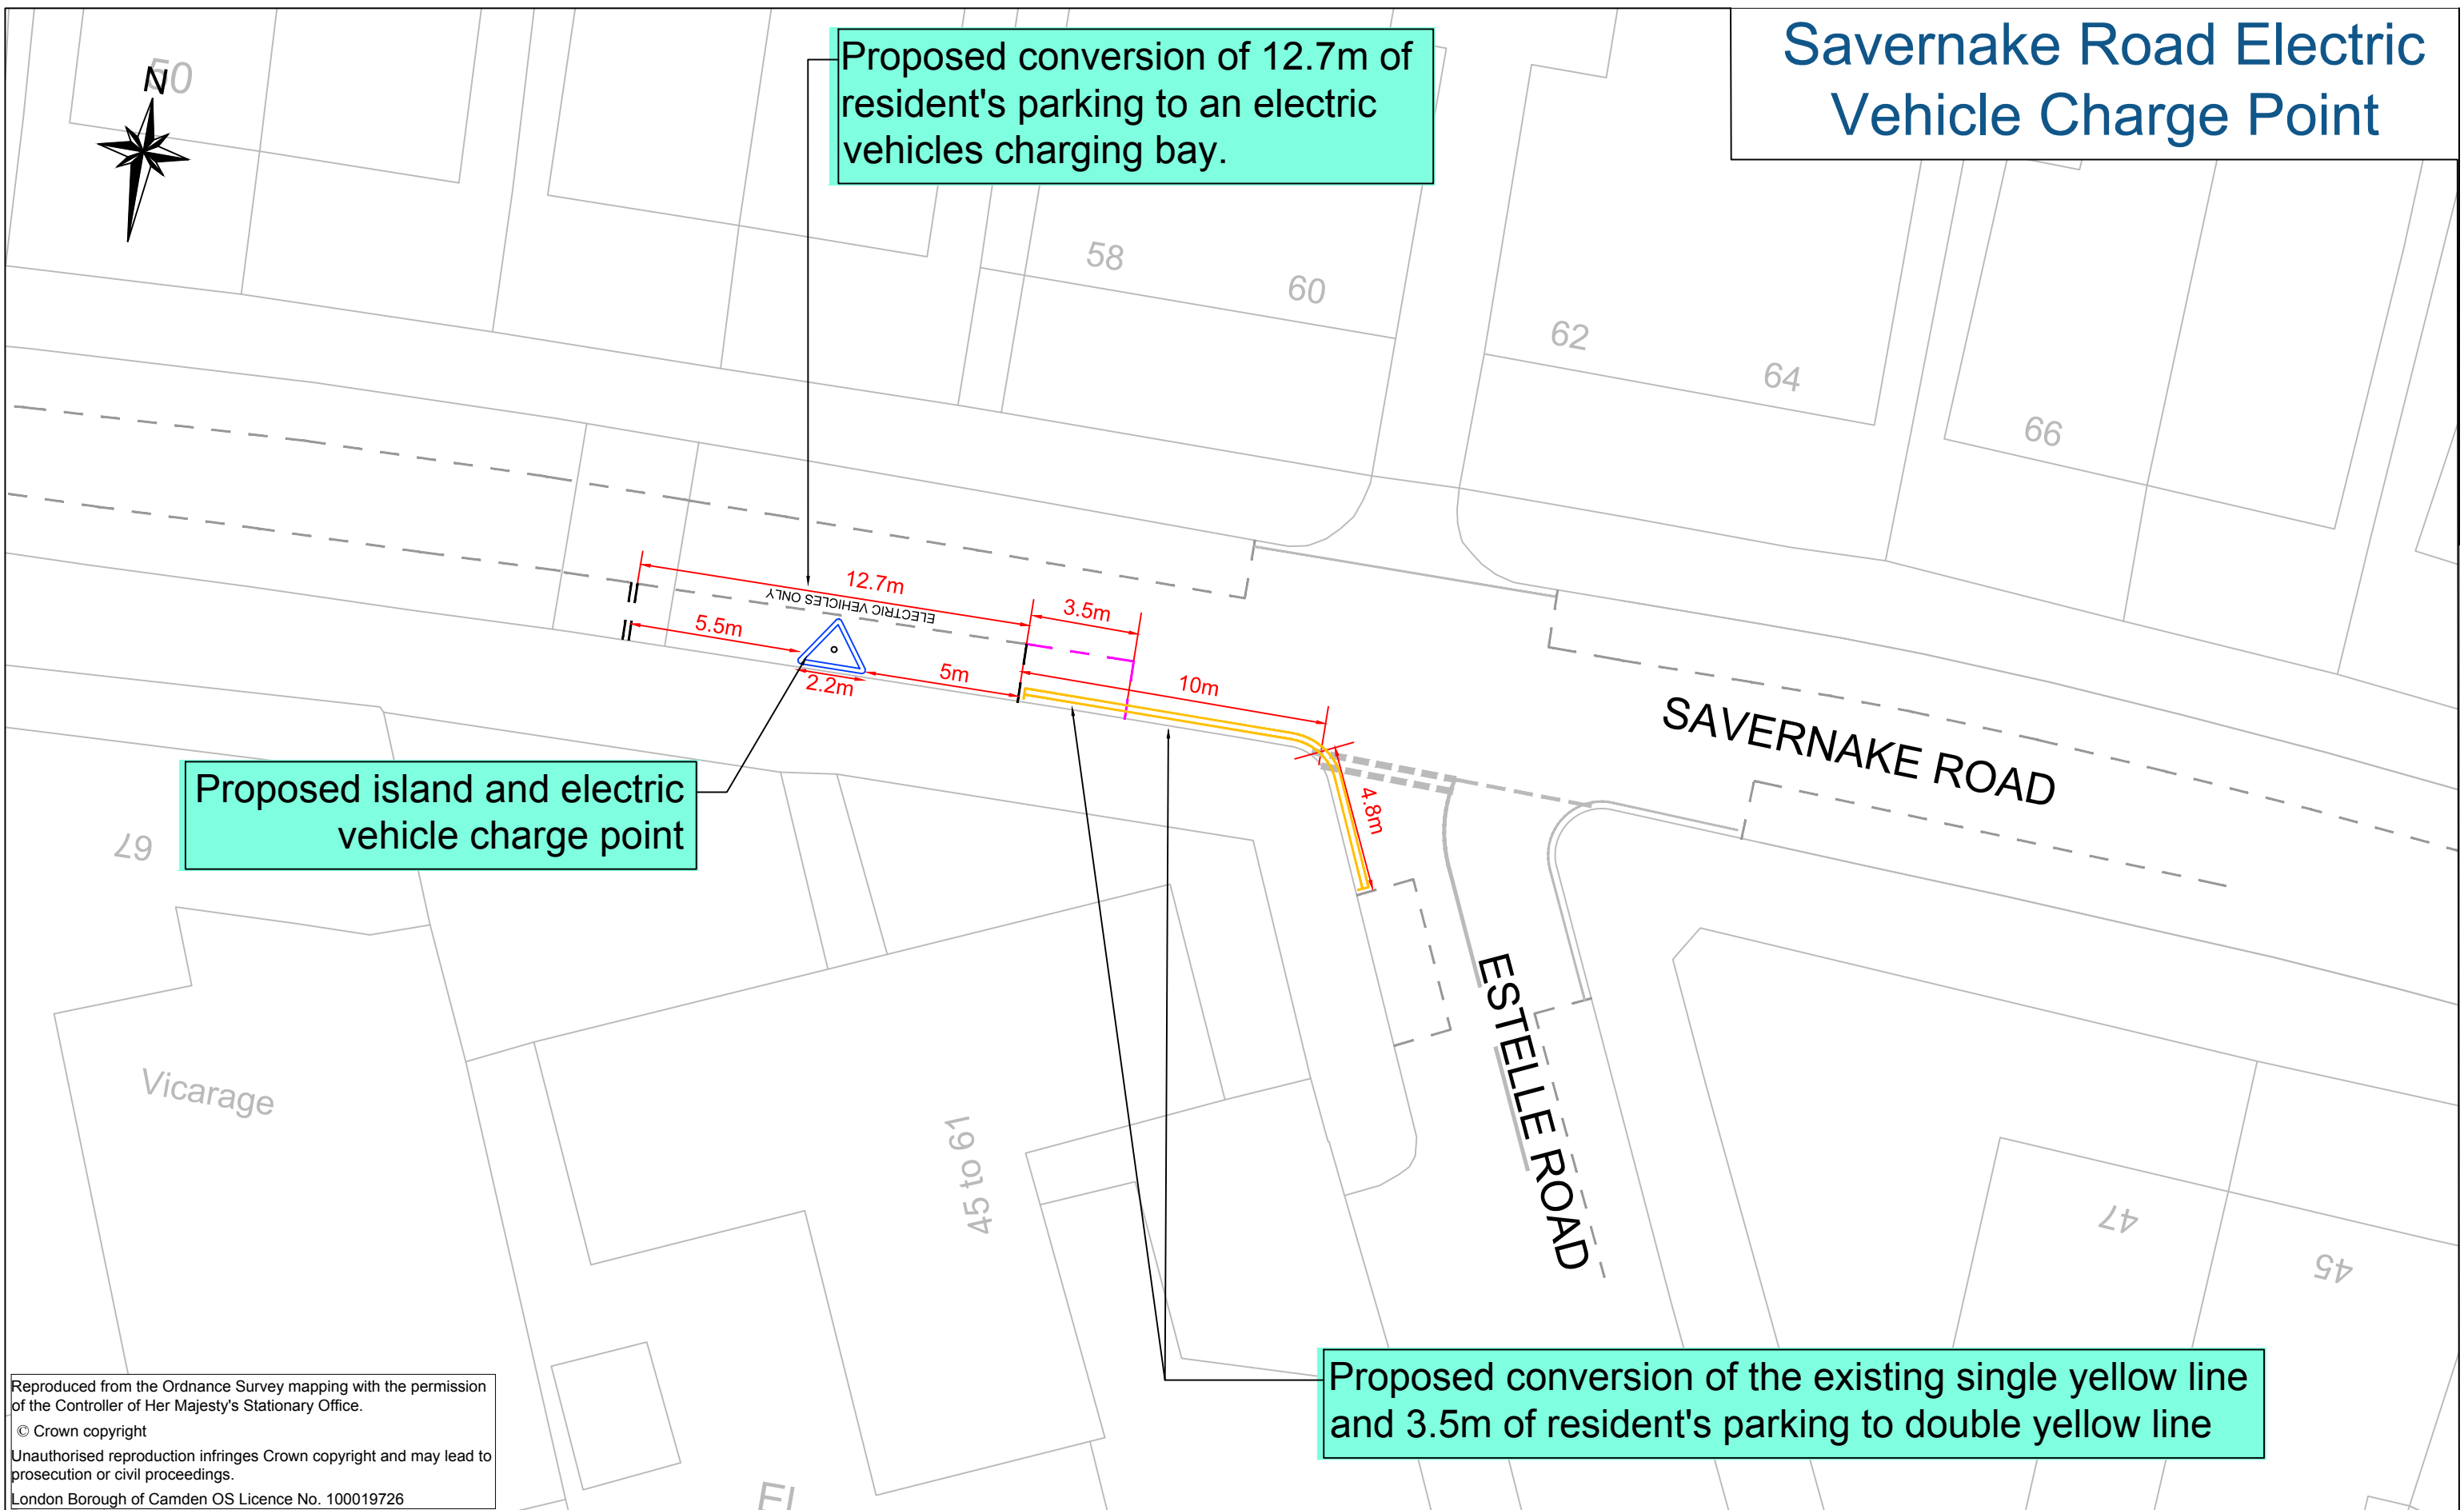 Savernake Road Electric
Vehicle Charge Point
Proposed conversion of 12.7m of
resident's parking to an electric
vehicles charging bay.
50
N
58
60
62
64
66
12.7m
ELECTRIC VEHICLES ONLY
3.5m
5.5m
2.2m
5m
10m
4.8m
SAVERNAKE ROAD
Proposed island and electric
vehicle charge point
67
ESTELLE ROAD
Vicarage
45 to 61
47
45
Proposed conversion of the existing single yellow line
and 3.5m of resident's parking to double yellow line
Reproduced from the Ordnance Survey mapping with the permission
of the Controller of Her Majesty's Stationary Office.
© Crown copyright
Unauthorised reproduction infringes Crown copyright and may lead to
prosecution or civil proceedings.
London Borough of Camden OS Licence No. 100019726